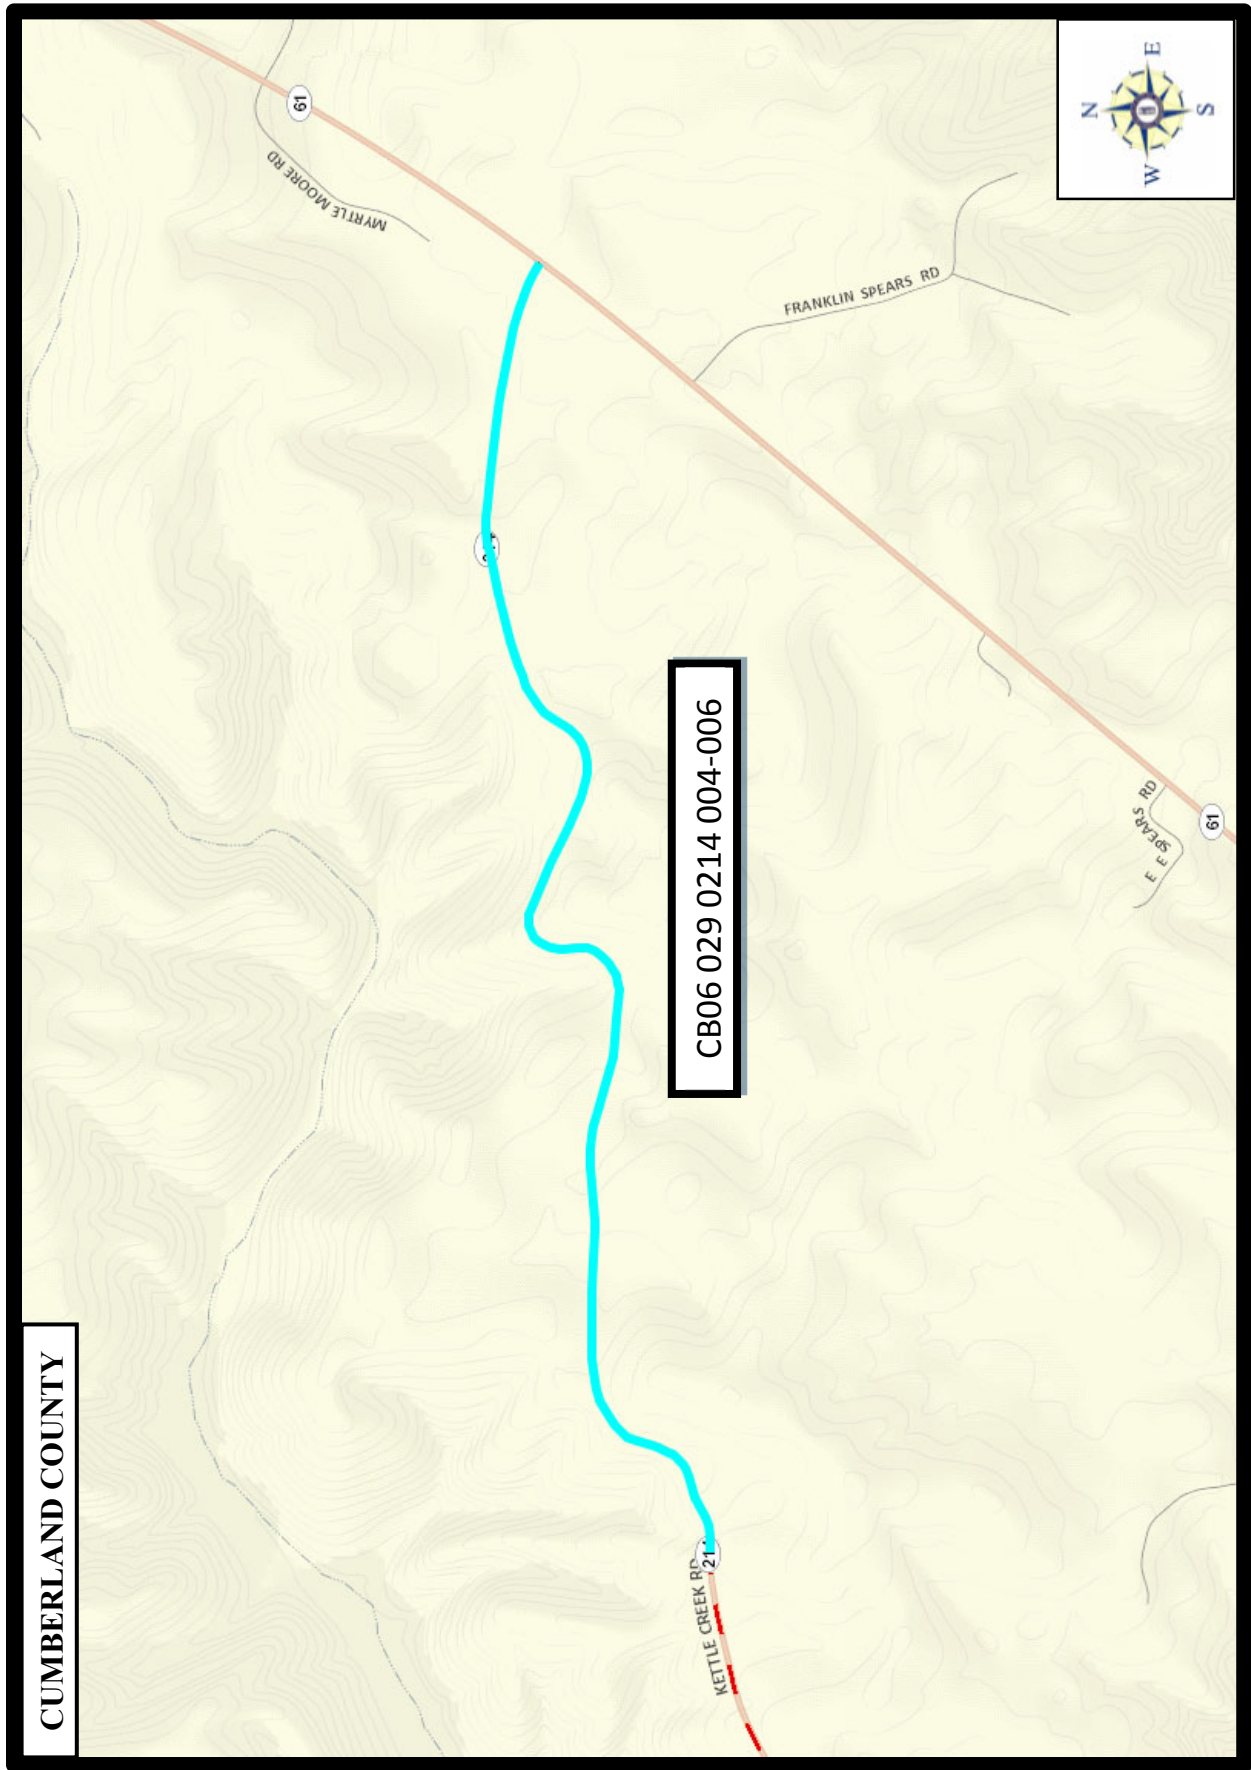 CUMBERLAND COUNTY
61
MYRTLE MOORE RD
KETTLE CREEK RD
21
CB06 029 0214 004-006
FRANKLIN SPEARS RD
N
W E
S
E E SPEARS RD
61